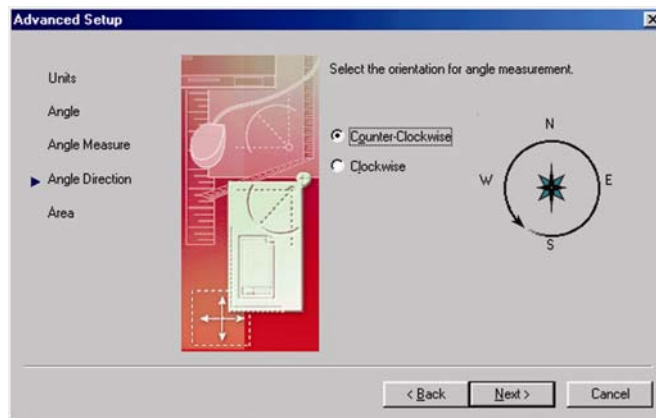 Advanced Setup
Units
Angle
Angle Measure
Angle Direction
Area
Select the orientation for angle measurement.
Counter-Clockwise
Clockwise
N
W
E
S
< Back
Next >
Cancel